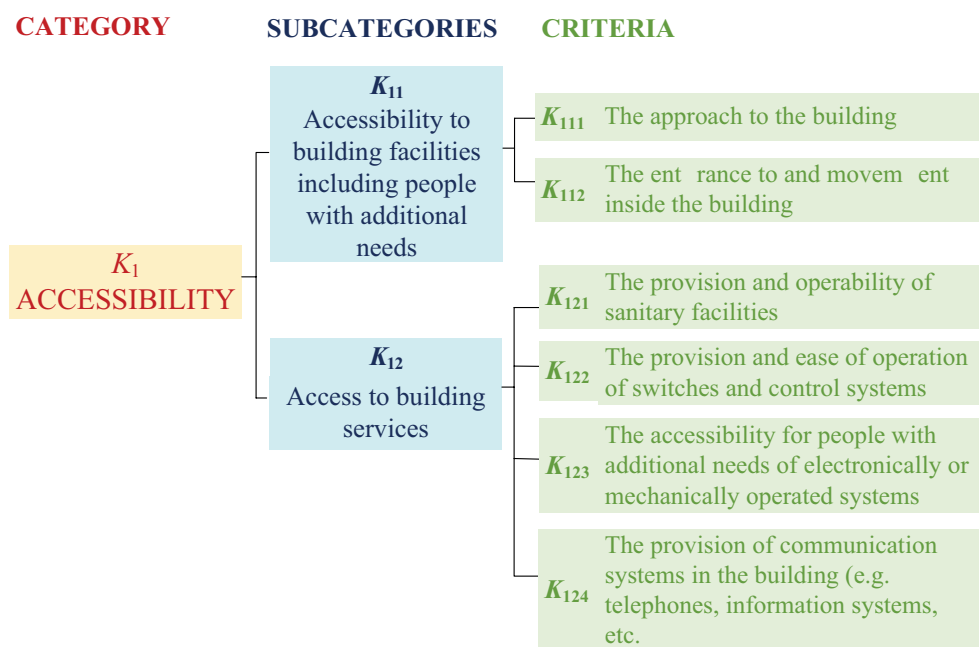 CATEGORY
SUBCATEGORIES
CRITERIA
K₁
ACCESSIBILITY
K₁₁
Accessibility to
building facilities
including people
with additional
needs
K₁₁₁ The approach to the building
K₁₁₂ The ent rance to and movem ent
inside the building
K₁₂
Access to building
services
K₁₂₁ The provision and operability of
sanitary facilities
K₁₂₂ The provision and ease of operation
of switches and control systems
K₁₂₃ The accessibility for people with
additional needs of electronically or
mechanically operated systems
K₁₂₄ The provision of communication
systems in the building (e.g.
telephones, information systems,
etc.